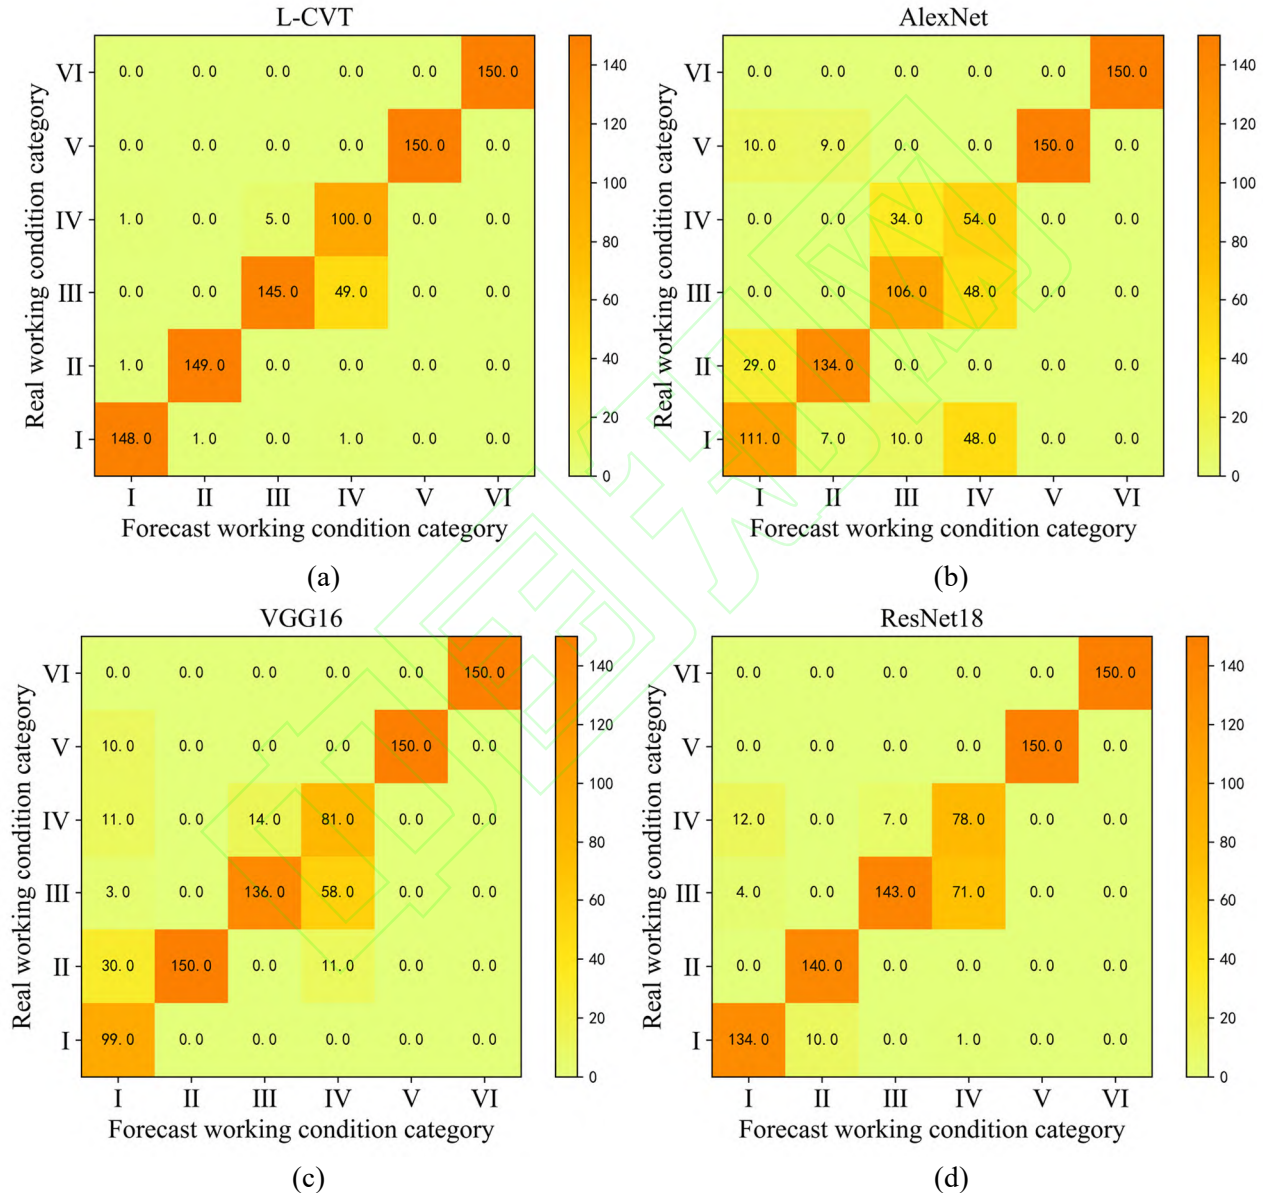 L-CVT
Real working condition category
VI 0.0 0.0 0.0 0.0 0.0 150.0
V 0.0 0.0 0.0 0.0 150.0 0.0
IV 1.0 0.0 5.0 100.0 0.0 0.0
III 0.0 0.0 145.0 49.0 0.0 0.0
II 1.0 149.0 0.0 0.0 0.0 0.0
I 148.0 1.0 0.0 1.0 0.0 0.0
I II III IV V VI
Forecast working condition category
140
120
100
80
60
40
20
0
(a)
AlexNet
Real working condition category
VI 0.0 0.0 0.0 0.0 0.0 150.0
V 10.0 9.0 0.0 0.0 150.0 0.0
IV 0.0 0.0 34.0 54.0 0.0 0.0
III 0.0 0.0 106.0 48.0 0.0 0.0
II 29.0 134.0 0.0 0.0 0.0 0.0
I 111.0 7.0 10.0 48.0 0.0 0.0
I II III IV V VI
Forecast working condition category
140
120
100
80
60
40
20
0
(b)
VGG16
Real working condition category
VI 0.0 0.0 0.0 0.0 0.0 150.0
V 10.0 0.0 0.0 0.0 150.0 0.0
IV 11.0 0.0 14.0 81.0 0.0 0.0
III 3.0 0.0 136.0 58.0 0.0 0.0
II 30.0 150.0 0.0 11.0 0.0 0.0
I 99.0 0.0 0.0 0.0 0.0 0.0
I II III IV V VI
Forecast working condition category
140
120
100
80
60
40
20
0
(c)
ResNet18
Real working condition category
VI 0.0 0.0 0.0 0.0 0.0 150.0
V 0.0 0.0 0.0 0.0 150.0 0.0
IV 12.0 0.0 7.0 78.0 0.0 0.0
III 4.0 0.0 143.0 71.0 0.0 0.0
II 0.0 140.0 0.0 0.0 0.0 0.0
I 134.0 10.0 0.0 1.0 0.0 0.0
I II III IV V VI
Forecast working condition category
140
120
100
80
60
40
20
0
(d)